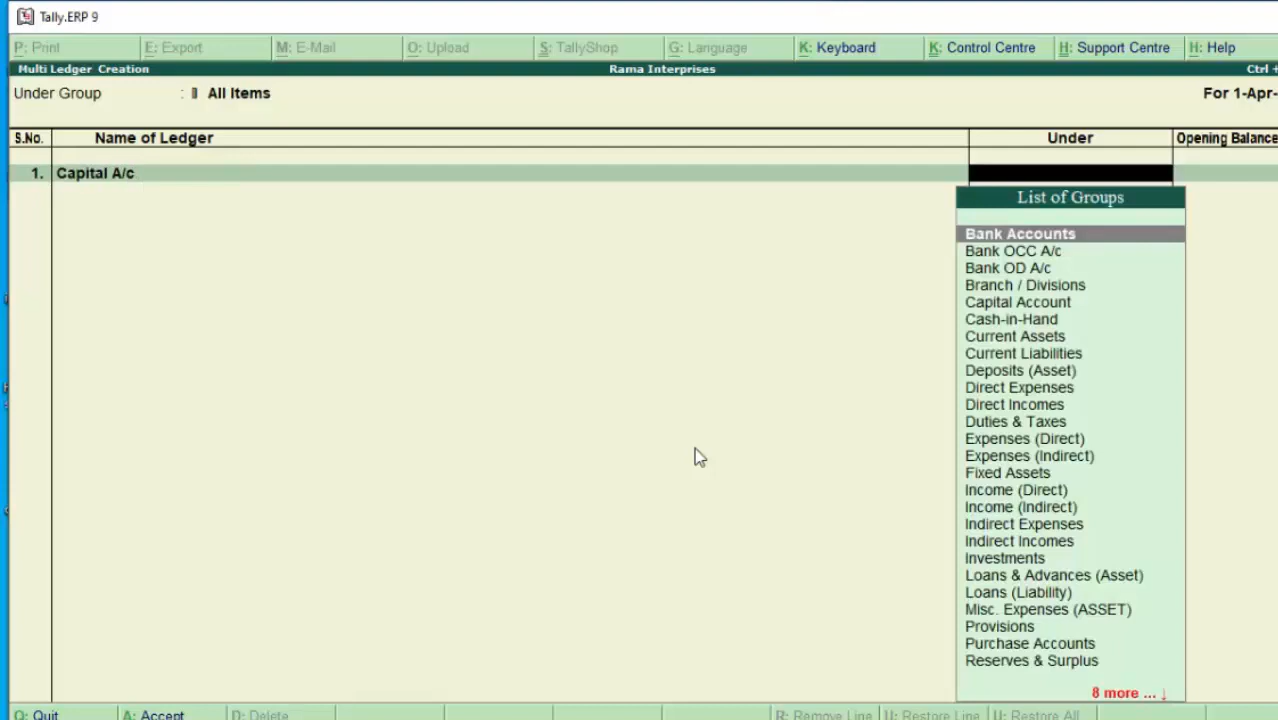 Tally.ERP 9
P: Print E: Export M: E-Mail O: Upload S: TallyShop G: Language K: Keyboard K: Control Centre H: Support Centre H: Help
Multi Ledger Creation Rama Interprises Ctrl +
Under Group : All Items For 1-Apr-
S.No. Name of Ledger Under Opening Balance
1. Capital A/c
List of Groups
Bank Accounts
Bank OCC A/c
Bank OD A/c
Branch / Divisions
Capital Account
Cash-in-Hand
Current Assets
Current Liabilities
Deposits (Asset)
Direct Expenses
Direct Incomes
Duties & Taxes
Expenses (Direct)
Expenses (Indirect)
Fixed Assets
Income (Direct)
Income (Indirect)
Indirect Expenses
Indirect Incomes
Investments
Loans & Advances (Asset)
Loans (Liability)
Misc. Expenses (ASSET)
Provisions
Purchase Accounts
Reserves & Surplus
8 more ... ↓
Q: Quit A: Accept D: Delete R: Remove Line U: Restore Line U: Restore All